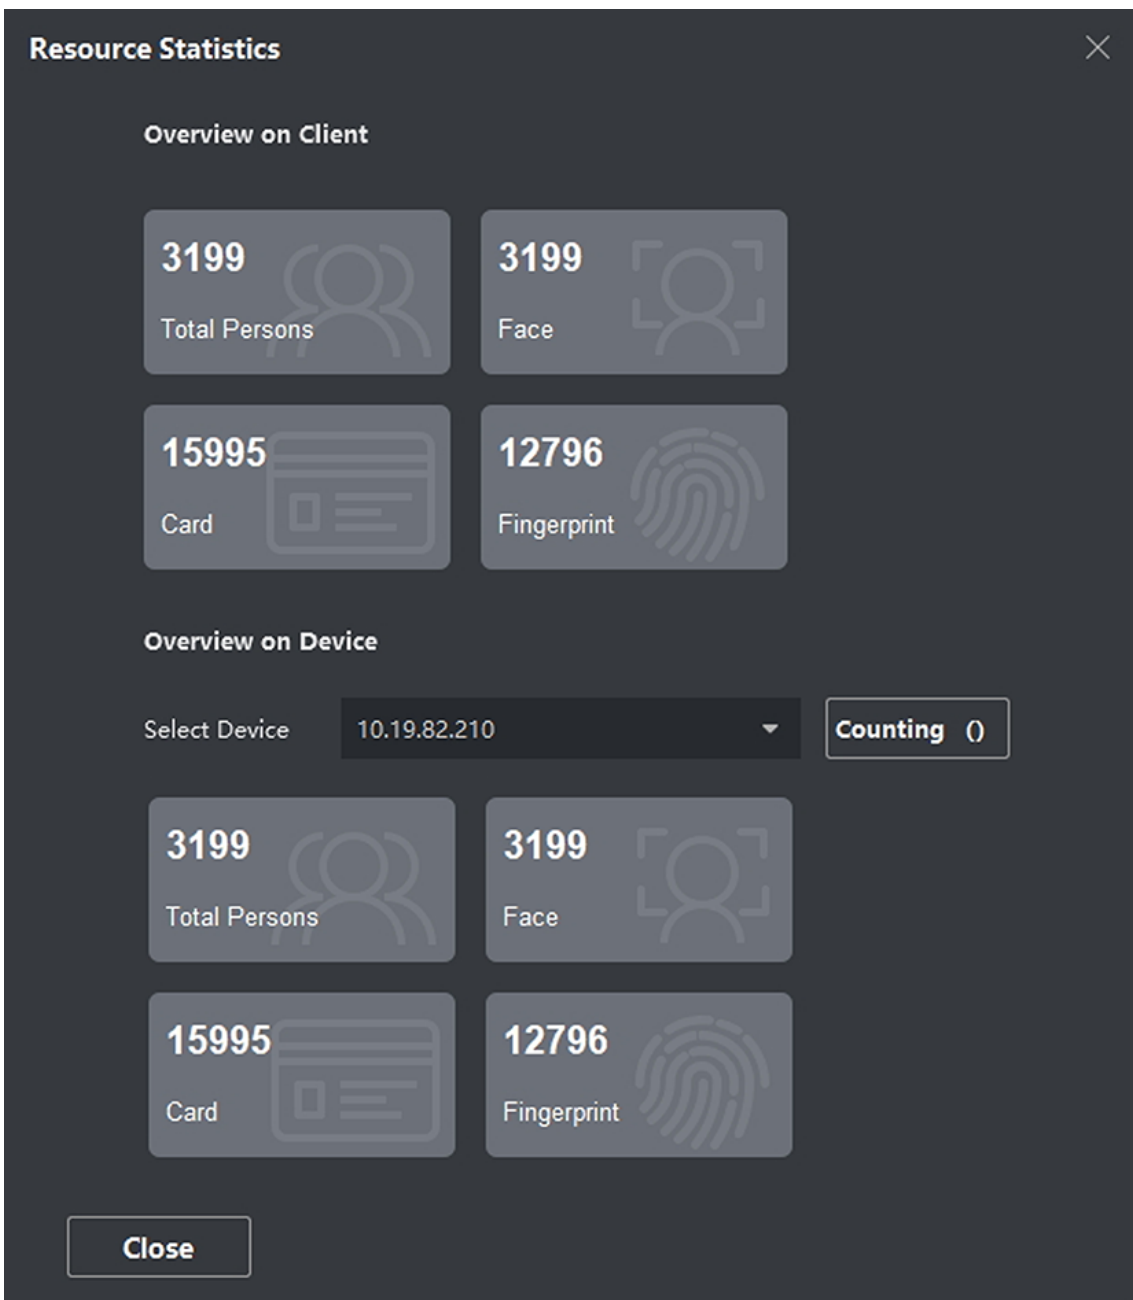 Resource Statistics
Overview on Client
3199
Total Persons
3199
Face
15995
Card
12796
Fingerprint
Overview on Device
Select Device 10.19.82.210 Counting ()
3199
Total Persons
3199
Face
15995
Card
12796
Fingerprint
Close